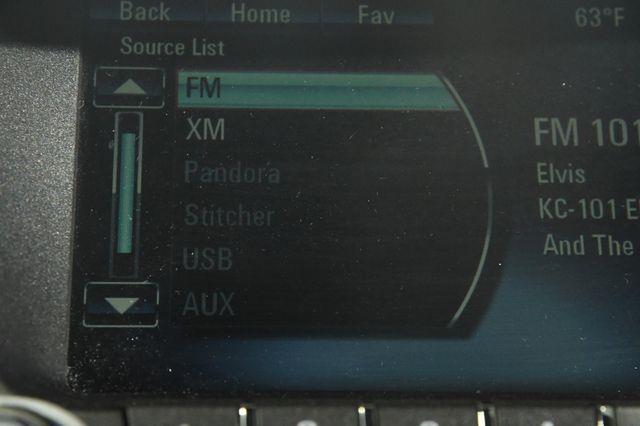 Back Home Fav 63°F
Source List
FM
XM
Pandora
Stitcher
USB
AUX
FM 101
Elvis
KC-101 E
And The